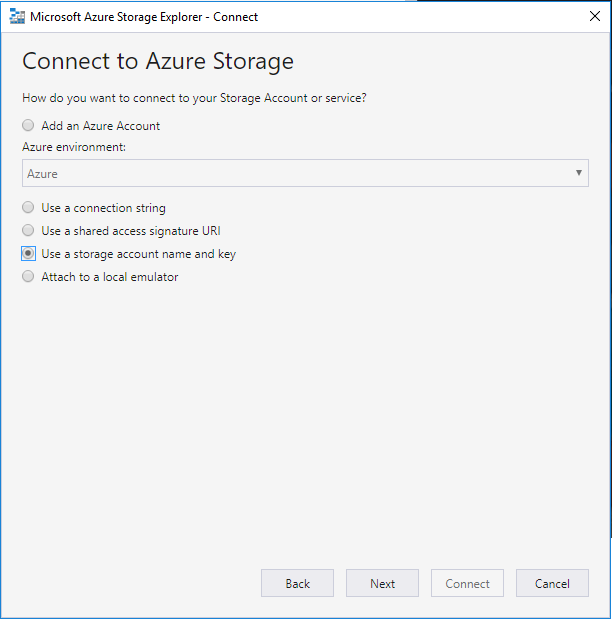 Microsoft Azure Storage Explorer - Connect
Connect to Azure Storage
How do you want to connect to your Storage Account or service?
Add an Azure Account
Azure environment:
Azure
Use a connection string
Use a shared access signature URI
Use a storage account name and key
Attach to a local emulator
Back Next Connect Cancel